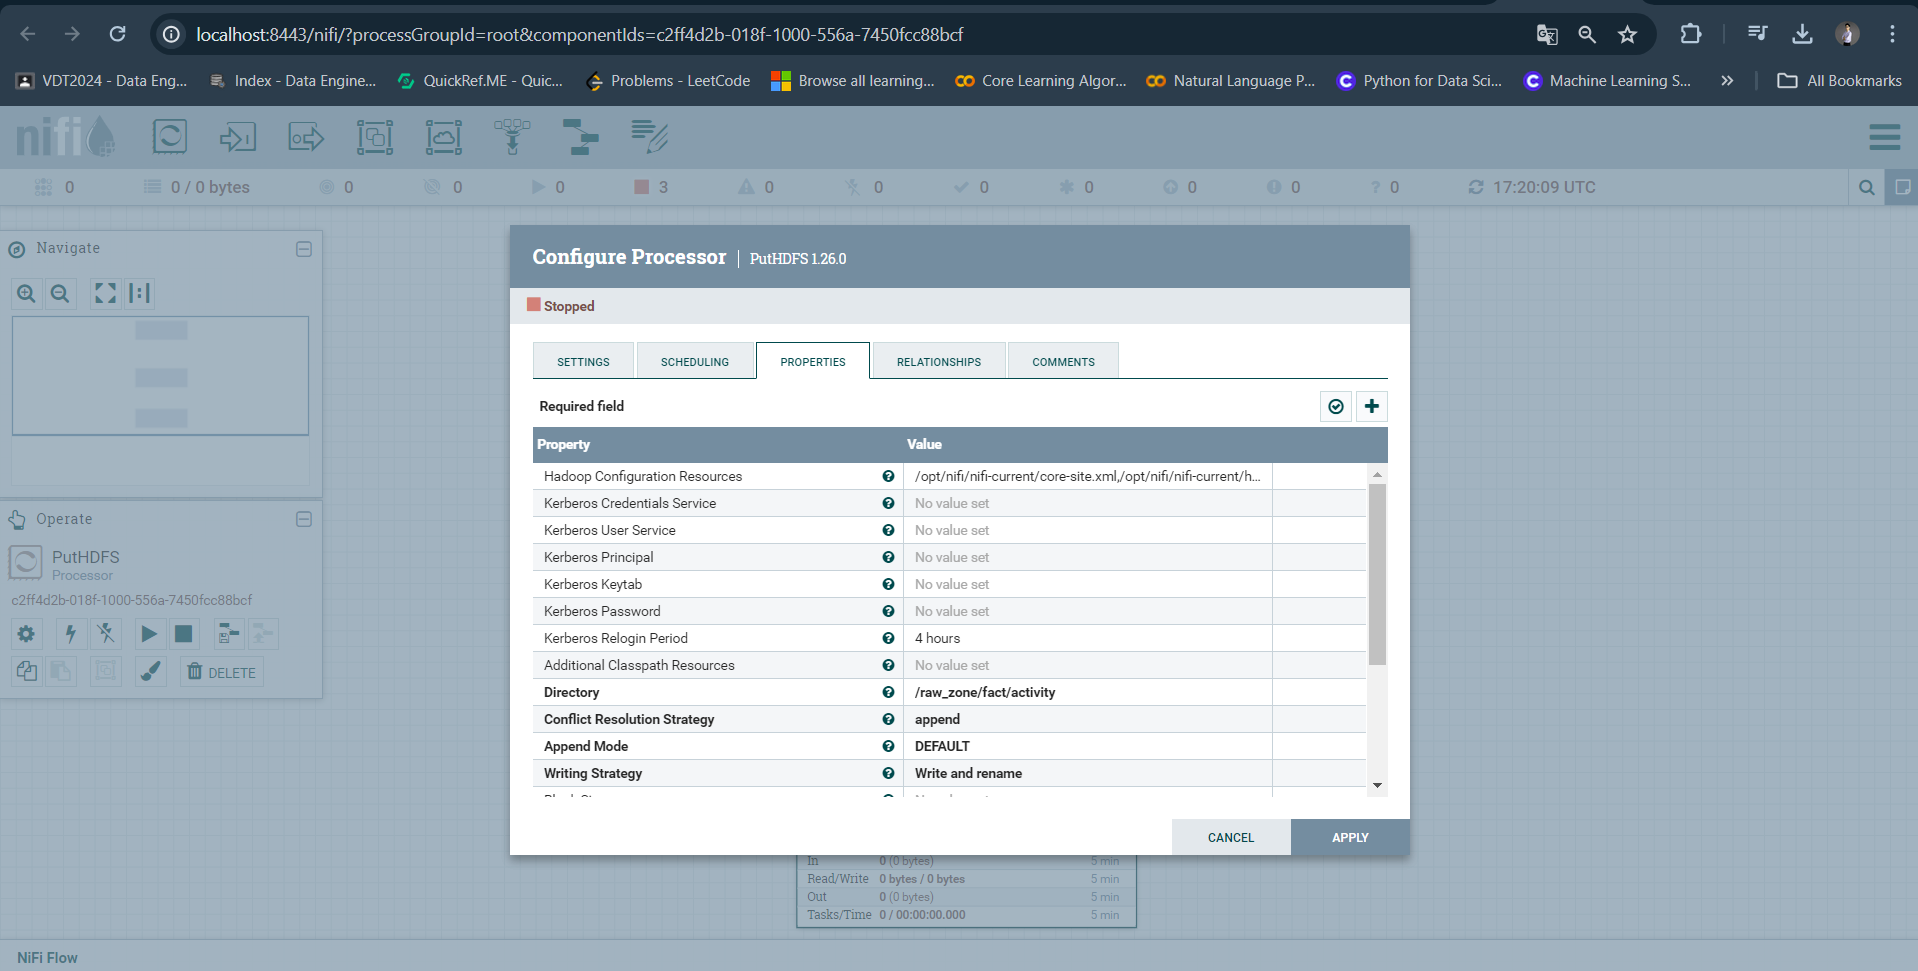 localhost:8443/nifi/?processGroupId=root&componentIds=c2ff4d2b-018f-1000-556a-7450fcc88bcf
VDT2024 - Data Eng...
Index - Data Engine...
QuickRef.ME - Quic...
Problems - LeetCode
Browse all learning...
Core Learning Algor...
Natural Language P...
Python for Data Sci...
Machine Learning S...
»
All Bookmarks
nifi
0
0 / 0 bytes
0
0
0
3
0
0
0
0
0
0
0
17:20:09 UTC
Navigate
Operate
PutHDFS
Processor
c2ff4d2b-018f-1000-556a-7450fcc88bcf
DELETE
Configure Processor | PutHDFS 1.26.0
Stopped
SETTINGS
SCHEDULING
PROPERTIES
RELATIONSHIPS
COMMENTS
Required field
Property Value
Hadoop Configuration Resources /opt/nifi/nifi-current/core-site.xml,/opt/nifi/nifi-current/h...
Kerberos Credentials Service No value set
Kerberos User Service No value set
Kerberos Principal No value set
Kerberos Keytab No value set
Kerberos Password No value set
Kerberos Relogin Period 4 hours
Additional Classpath Resources No value set
Directory /raw_zone/fact/activity
Conflict Resolution Strategy append
Append Mode DEFAULT
Writing Strategy Write and rename
CANCEL
APPLY
In 0 (0 bytes) 5 min
Read/Write 0 bytes / 0 bytes 5 min
Out 0 (0 bytes) 5 min
Tasks/Time 0 / 00:00:00.000 5 min
NiFi Flow